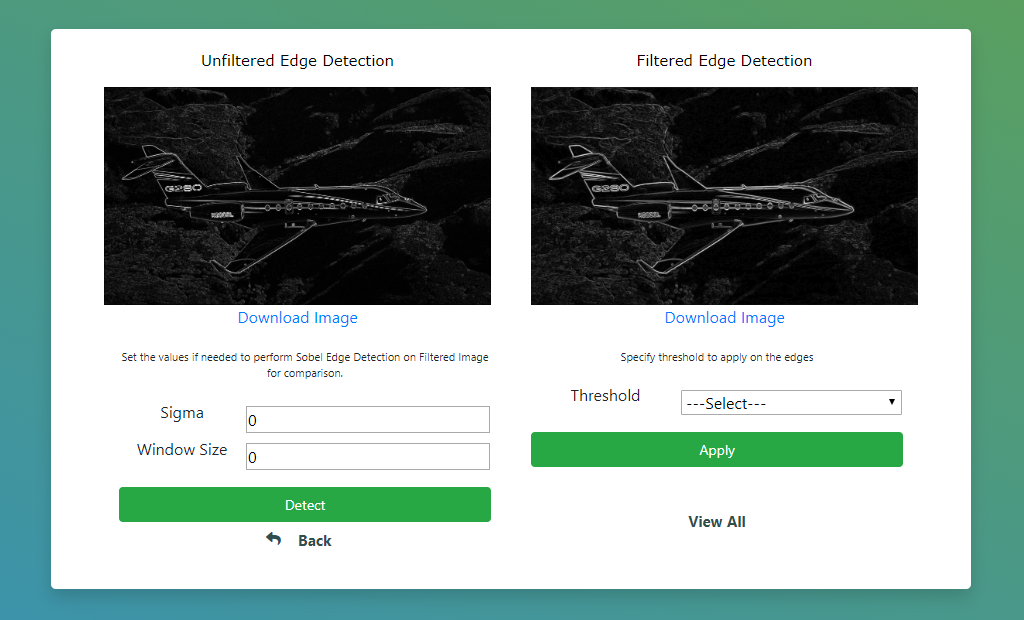 Unfiltered Edge Detection
Filtered Edge Detection
G280
G280
Download Image
Download Image
Set the values if needed to perform Sobel Edge Detection on Filtered Image
for comparison.
Specify threshold to apply on the edges
Sigma
0
Threshold
---Select---
Window Size
0
Apply
Detect
View All
Back